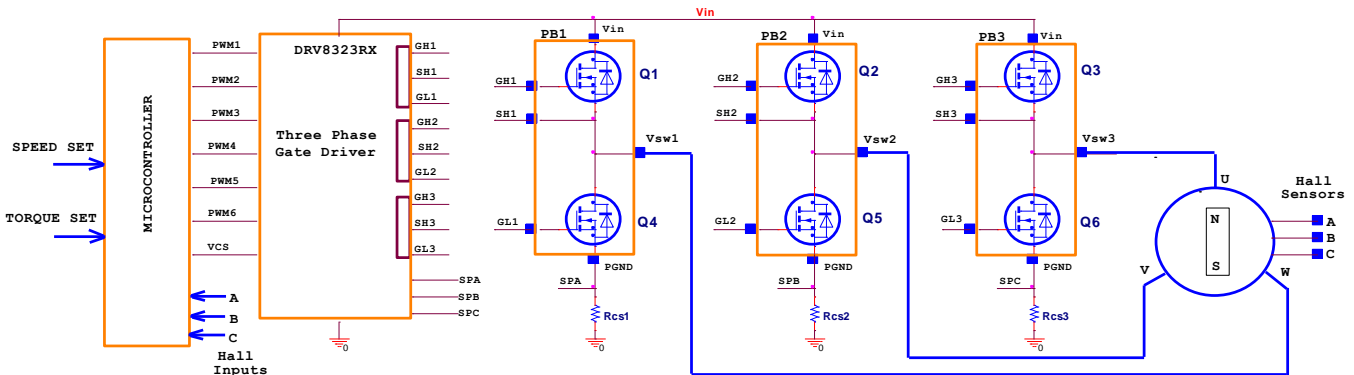 Vin
MICROCONTROLLER
SPEED SET
TORQUE SET
PWM1
PWM2
PWM3
PWM4
PWM5
PWM6
VCS
A
B
C
Hall
Inputs
DRV8323RX
Three Phase
Gate Driver
GH1
SH1
GL1
GH2
SH2
GL2
GH3
SH3
GL3
SPA
SPB
SPC
0
PB1
Vin
GH1
Q1
SH1
Vsw1
GL1
Q4
PGND
SPA
Rcs1
0
PB2
Vin
GH2
Q2
SH2
Vsw2
GL2
Q5
PGND
SPB
Rcs2
0
PB3
Vin
GH3
Q3
SH3
Vsw3
GL3
Q6
PGND
SPC
Rcs3
0
U
N
S
V
W
Hall
Sensors
A
B
C